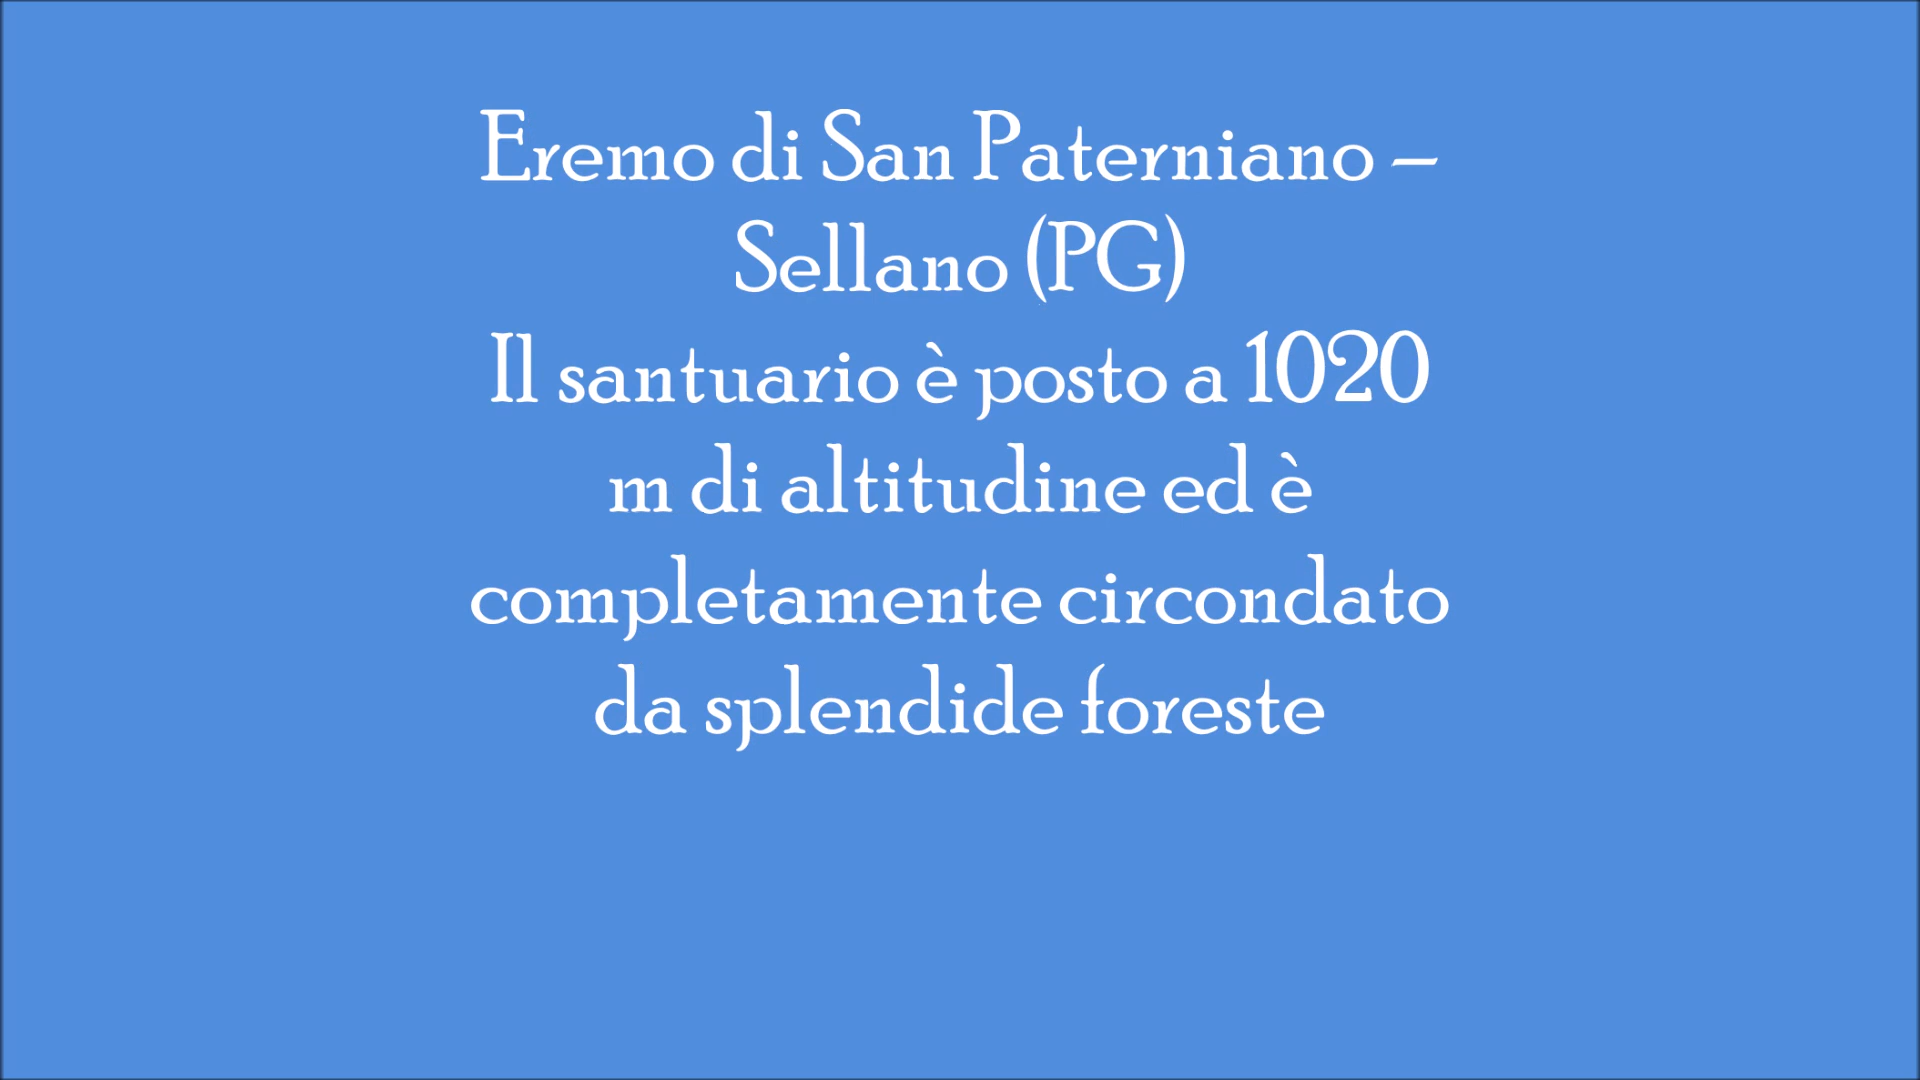 Eremo di San Paterniano –
Sellano (PG)
Il santuario è posto a 1020
m di altitudine ed è
completamente circondato
da splendide foreste